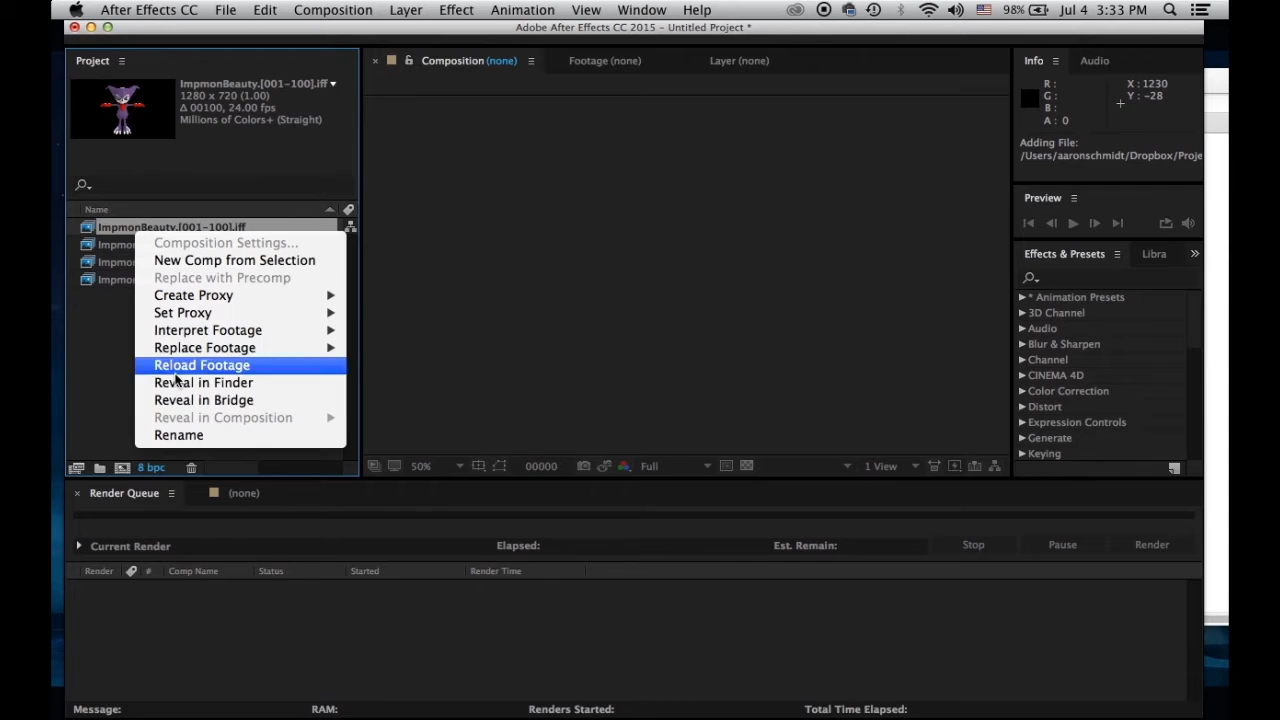 After Effects CC File Edit Composition Layer Effect Animation View Window Help 98% Jul 4 3:33 PM
Adobe After Effects CC 2015 - Untitled Project *
Project
ImpmonBeauty.[001-100].iff
1280 x 720 (1.00)
Δ 00100, 24.00 fps
Millions of Colors+ (Straight)
Name
ImpmonBeauty.[001-100].iff
Impmon
Impmon
Impmon
Composition Settings...
New Comp from Selection
Replace with Precomp
Create Proxy
Set Proxy
Interpret Footage
Replace Footage
Reload Footage
Reveal in Finder
Reveal in Bridge
Reveal in Composition
Rename
8 bpc
Composition (none) Footage (none) Layer (none)
50% 00000 Full 1 View
Info Audio
R: X: 1230
G: Y: -28
B:
A: 0
Adding File:
/Users/aaronschmidt/Dropbox/Proje
Preview
Effects & Presets Libra
* Animation Presets
3D Channel
Audio
Blur & Sharpen
Channel
CINEMA 4D
Color Correction
Distort
Expression Controls
Generate
Keying
Render Queue (none)
Current Render Elapsed: Est. Remain: Stop Pause Render
Render # Comp Name Status Started Render Time
Message: RAM: Renders Started: Total Time Elapsed: